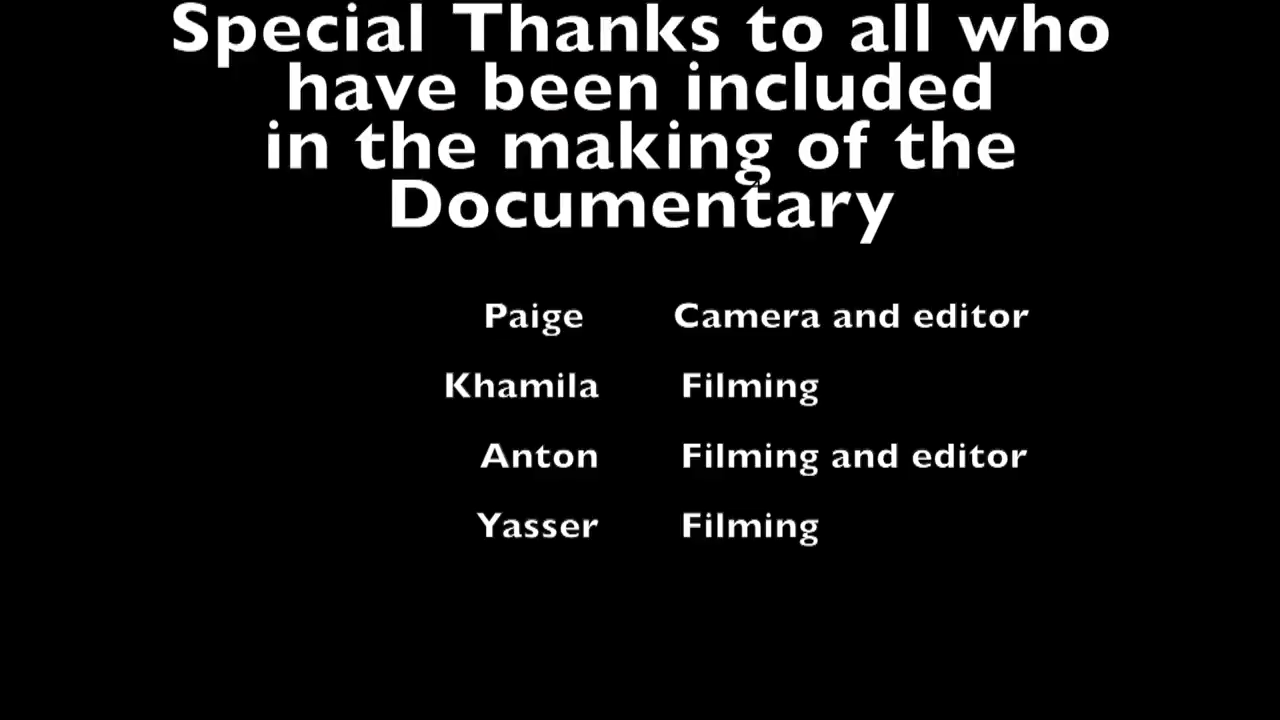 Special Thanks to all who
have been included
in the making of the
Documentary
Paige Camera and editor
Khamila Filming
Anton Filming and editor
Yasser Filming